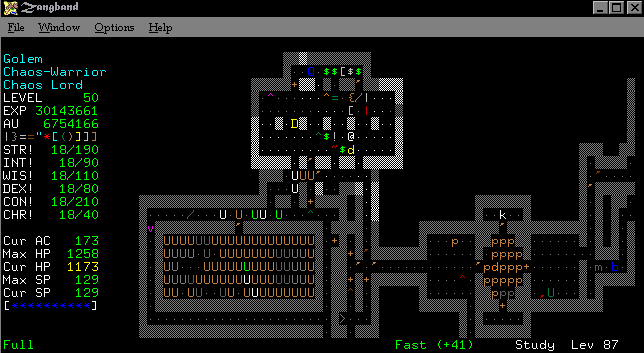 Zangband
File Window Options Help
Golem
Chaos-Warrior
Chaos Lord
LEVEL 50
EXP 30143661
AU 6754166
|}=="*[()]]]
STR! 18/190
INT! 18/90
WIS! 18/110
DEX! 18/80
CON! 18/210
CHR! 18/40
Cur AC 173
Max HP 1258
Cur HP 1173
Max SP 129
Cur SP 129
[**********]
Full Fast (+41) Study Lev 87